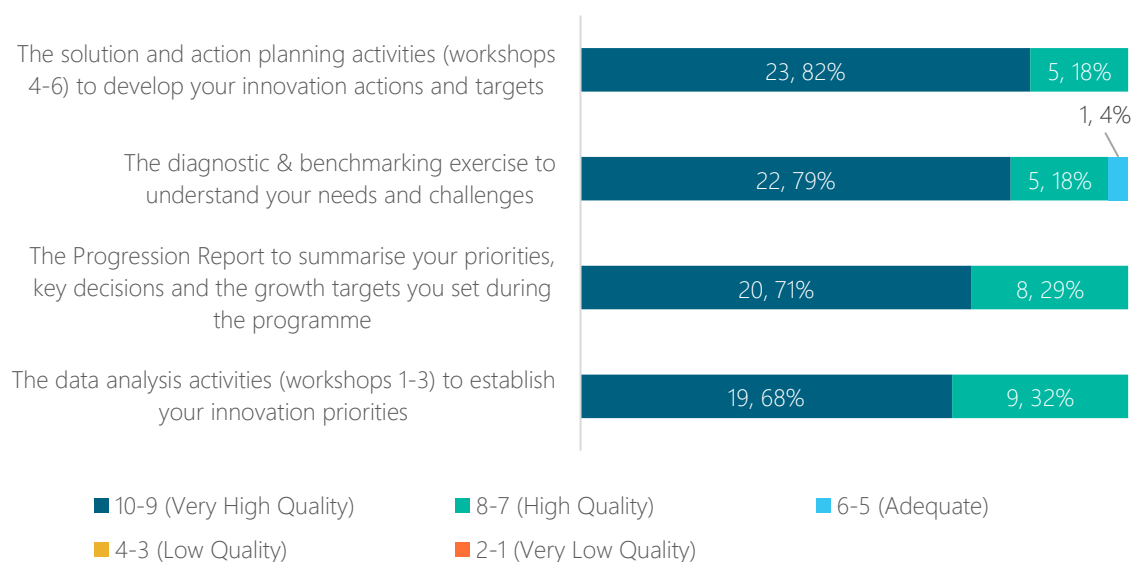 The solution and action planning activities (workshops
4-6) to develop your innovation actions and targets
23, 82%
5, 18%
1, 4%
The diagnostic & benchmarking exercise to
understand your needs and challenges
22, 79%
5, 18%
The Progression Report to summarise your priorities,
key decisions and the growth targets you set during
the programme
20, 71%
8, 29%
The data analysis activities (workshops 1-3) to establish
your innovation priorities
19, 68%
9, 32%
10-9 (Very High Quality)
8-7 (High Quality)
6-5 (Adequate)
4-3 (Low Quality)
2-1 (Very Low Quality)